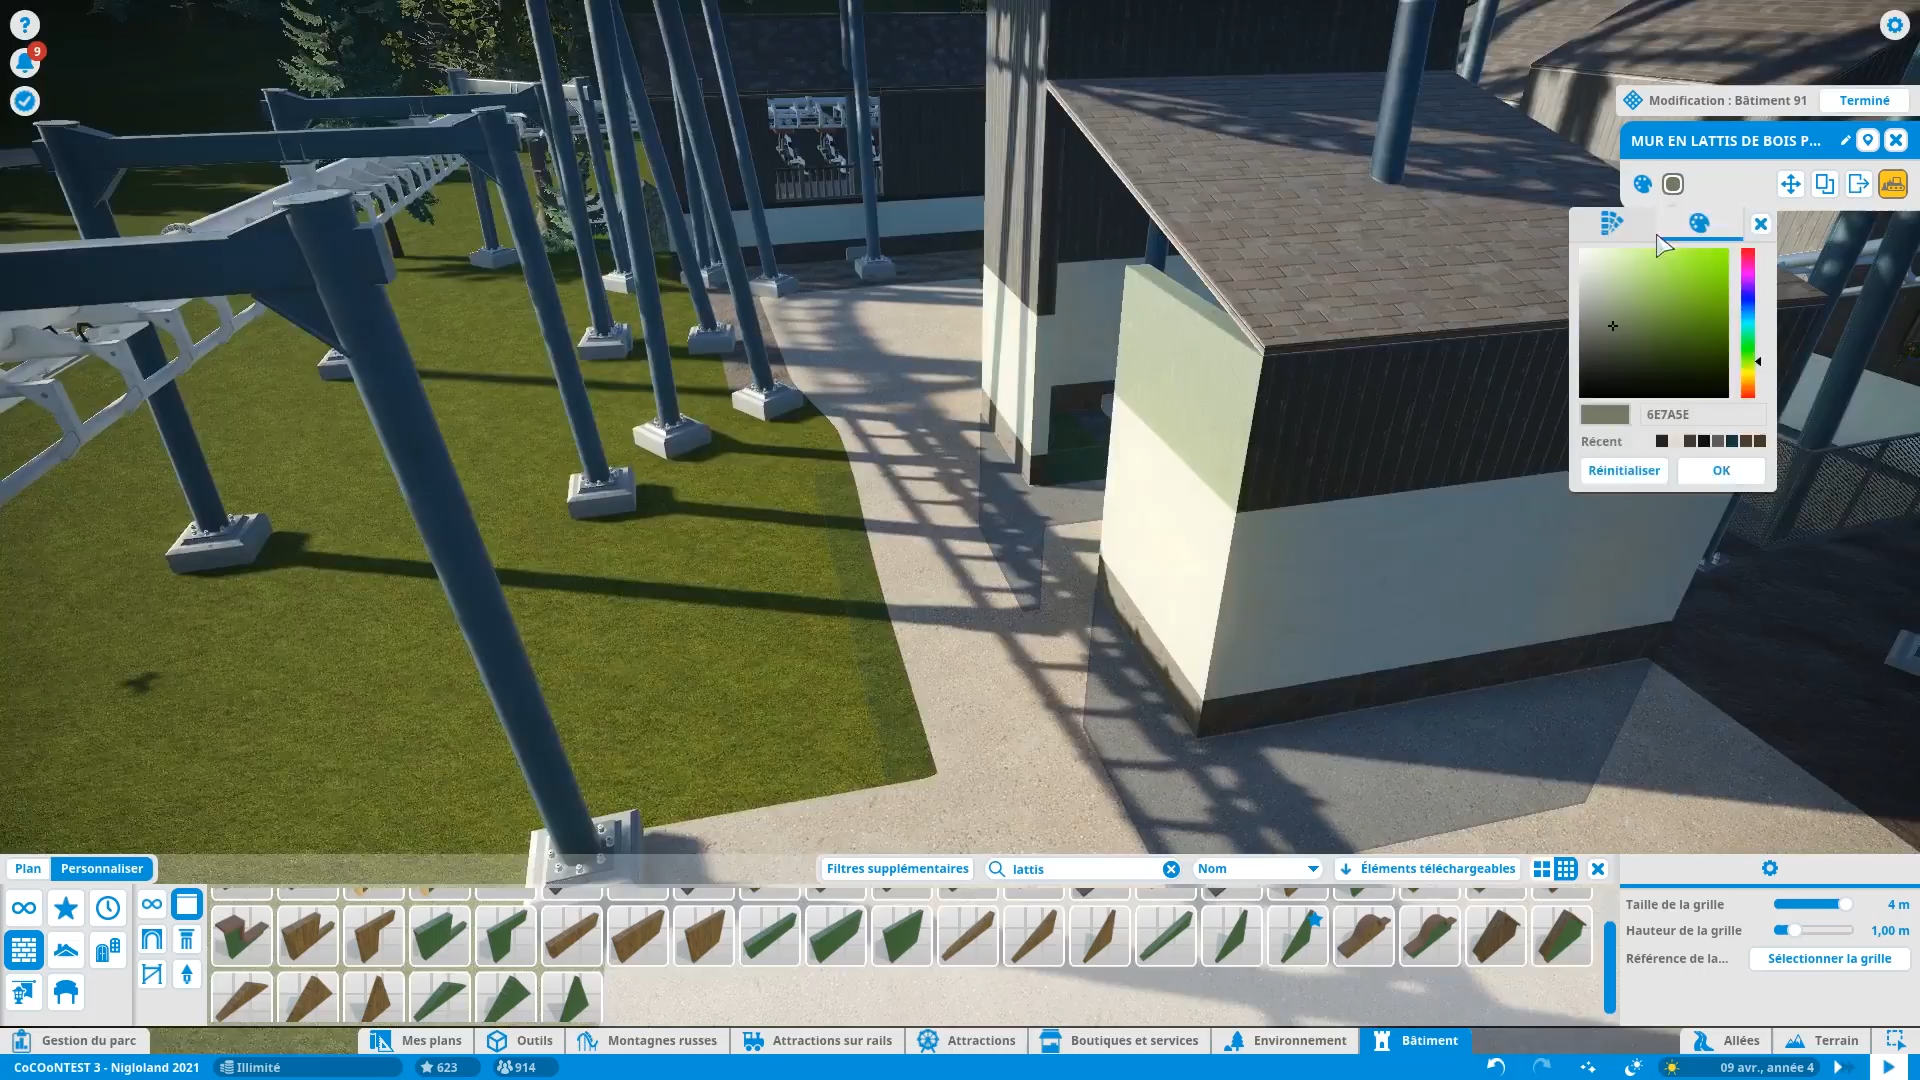 ?
9
Modification : Bâtiment 91
Terminé
MUR EN LATTIS DE BOIS P...
6E7A5E
Récent
Réinitialiser
OK
Plan
Personnaliser
Filtres supplémentaires
lattis
Nom
Éléments téléchargeables
Taille de la grille
4 m
Hauteur de la grille
1,00 m
Référence de la...
Sélectionner la grille
Gestion du parc
Mes plans
Outils
Montagnes russes
Attractions sur rails
Attractions
Boutiques et services
Environnement
Bâtiment
Allées
Terrain
CoCOoNTEST 3 - Nigloland 2021
Illimité
623
914
09 avr., année 4